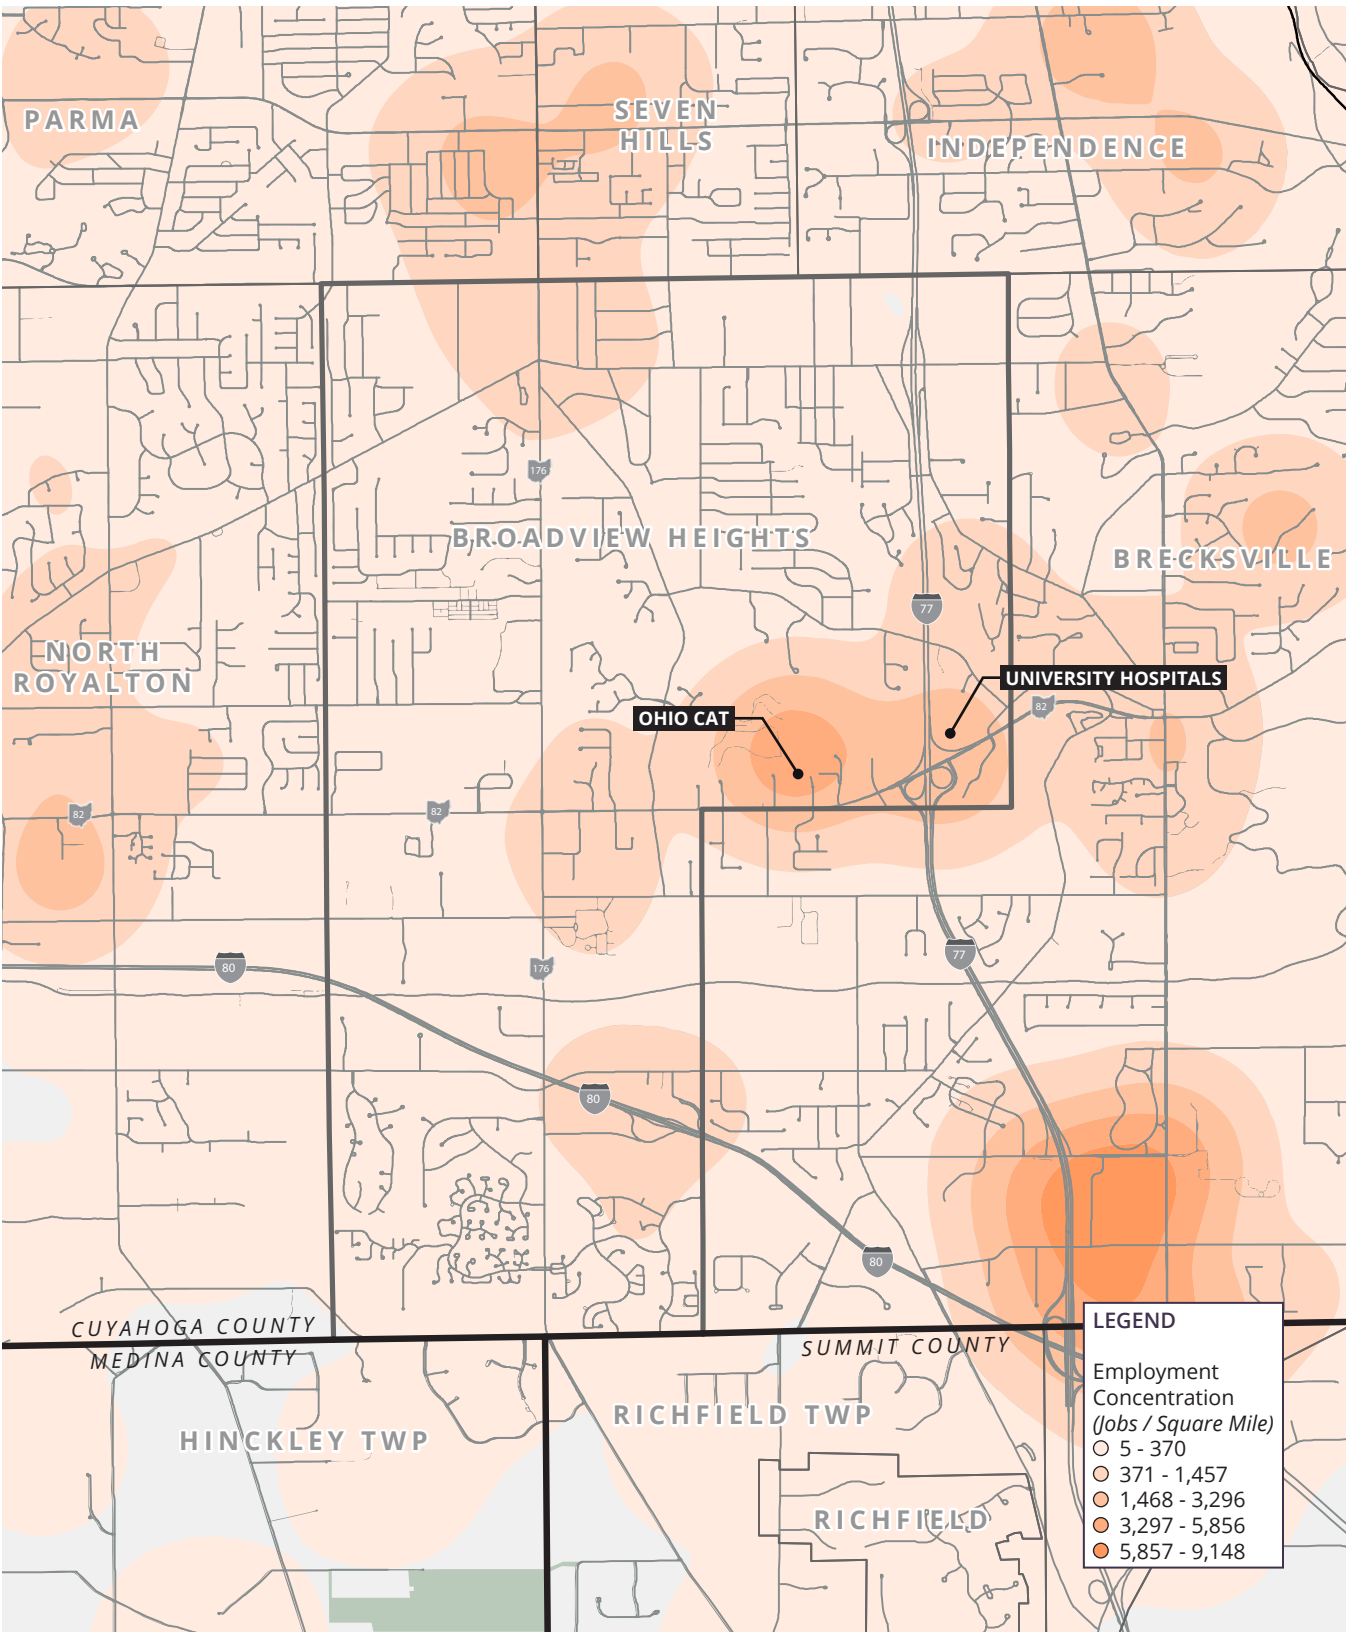 PARMA
SEVEN
HILLS
INDEPENDENCE
176
BROADVIEW HEIGHTS
BRECKSVILLE
77
NORTH
ROYALTON
UNIVERSITY HOSPITALS
82
OHIO CAT
82
82
77
80
176
80
80
CUYAHOGA COUNTY
MEDINA COUNTY
SUMMIT COUNTY
RICHFIELD TWP
HINCKLEY TWP
RICHFIELD
LEGEND
Employment
Concentration
(Jobs / Square Mile)
5 - 370
371 - 1,457
1,468 - 3,296
3,297 - 5,856
5,857 - 9,148